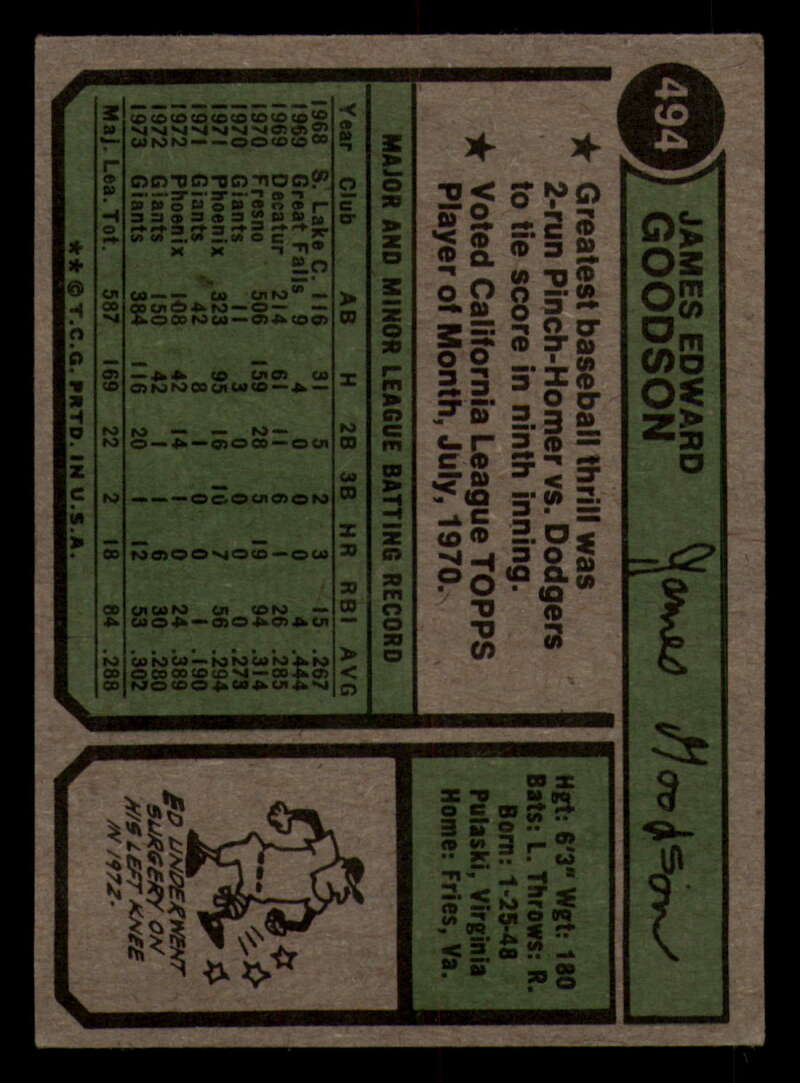 494
JAMES EDWARD
GOODSON
James Goodson
★ Greatest baseball thrill was
2-run Pinch-Homer vs. Dodgers
to tie score in ninth inning.
★ Voted California League TOPPS
Player of Month, July, 1970.
MAJOR AND MINOR LEAGUE BATTING RECORD
Year Club AB H 2B 3B HR RBI AVG
1968 S. Lake C. 116 31 5 2 3 15 .267
1969 Great Falls 9 4 0 0 0 4 .444
1969 Decatur 214 61 11 6 1 26 .285
1970 Fresno 506 159 28 5 19 94 .314
1970 Giants 11 3 0 0 0 0 .273
1971 Phoenix 323 95 16 10 7 56 .294
1971 Giants 42 8 1 0 0 1 .190
1972 Phoenix 108 42 14 1 0 24 .389
1972 Giants 150 42 1 1 6 30 .280
1973 Giants 384 116 20 1 12 53 .302
Maj. Lea. Tot. 587 169 22 2 18 84 .288
** © T.C.G. PRTD. IN U.S.A.
Hgt: 6'3" Wgt: 180
Bats: L. Throws: R.
Born: 1-25-48
Pulaski, Virginia
Home: Fries, Va.
ED UNDERWENT
SURGERY ON
HIS LEFT KNEE
IN 1972.